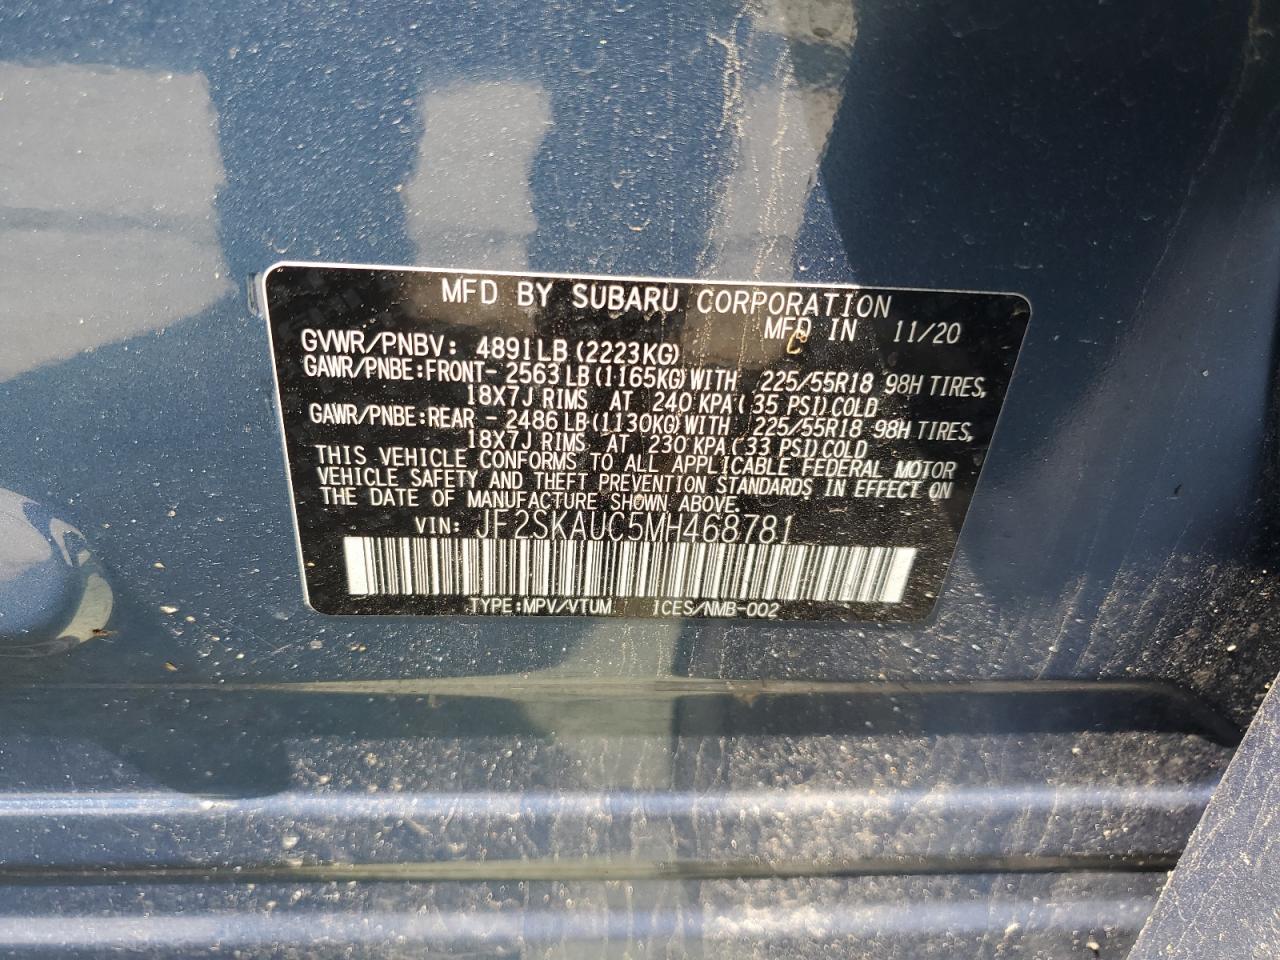 MFD BY SUBARU CORPORATION
MFD IN 11/20
GVWR/PNBV: 4891LB (2223KG)
GAWR/PNBE:FRONT- 2563 LB (1165KG) WITH 225/55R18 98H TIRES,
18X7J RIMS AT 240 KPA ( 35 PSI) COLD
GAWR/PNBE:REAR - 2486 LB (1130KG) WITH 225/55R18 98H TIRES,
18X7J RIMS AT 230 KPA ( 33 PSI) COLD
THIS VEHICLE CONFORMS TO ALL APPLICABLE FEDERAL MOTOR
VEHICLE SAFETY AND THEFT PREVENTION STANDARDS IN EFFECT ON
THE DATE OF MANUFACTURE SHOWN ABOVE.
VIN: JF2SKAUC5MH468781
TYPE:MPV/VTUM ICES/NMB-002